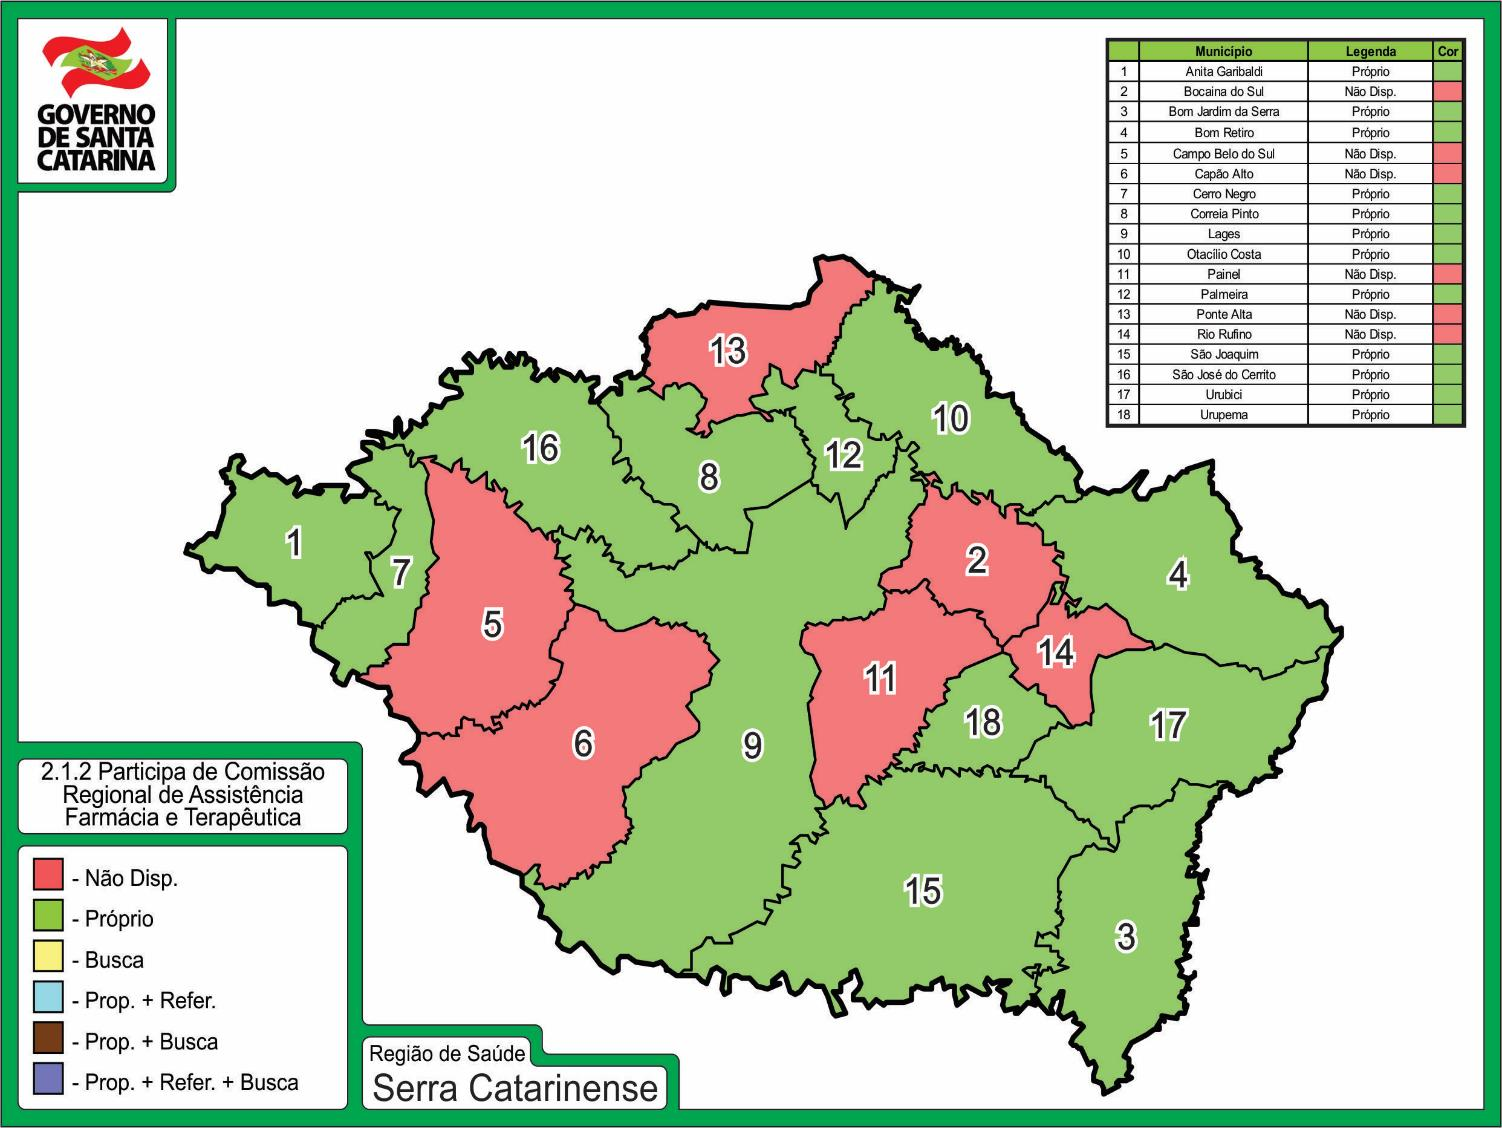 GOVERNO
DE SANTA
CATARINA
Município Legenda Cor
1 Anita Garibaldi Próprio
2 Bocaina do Sul Não Disp.
3 Bom Jardim da Serra Próprio
4 Bom Retiro Próprio
5 Campo Belo do Sul Não Disp.
6 Capão Alto Não Disp.
7 Cerro Negro Próprio
8 Correia Pinto Próprio
9 Lages Próprio
10 Otacílio Costa Próprio
11 Painel Não Disp.
12 Palmeira Próprio
13 Ponte Alta Não Disp.
14 Rio Rufino Não Disp.
15 São Joaquim Próprio
16 São José do Cerrito Próprio
17 Urubici Próprio
18 Urupema Próprio
13
10
16
12
8
1
2
7
4
5
14
11
18
17
6
9
15
3
2.1.2 Participa de Comissão
Regional de Assistência
Farmácia e Terapêutica
- Não Disp.
- Próprio
- Busca
- Prop. + Refer.
- Prop. + Busca
- Prop. + Refer. + Busca
Região de Saúde
Serra Catarinense